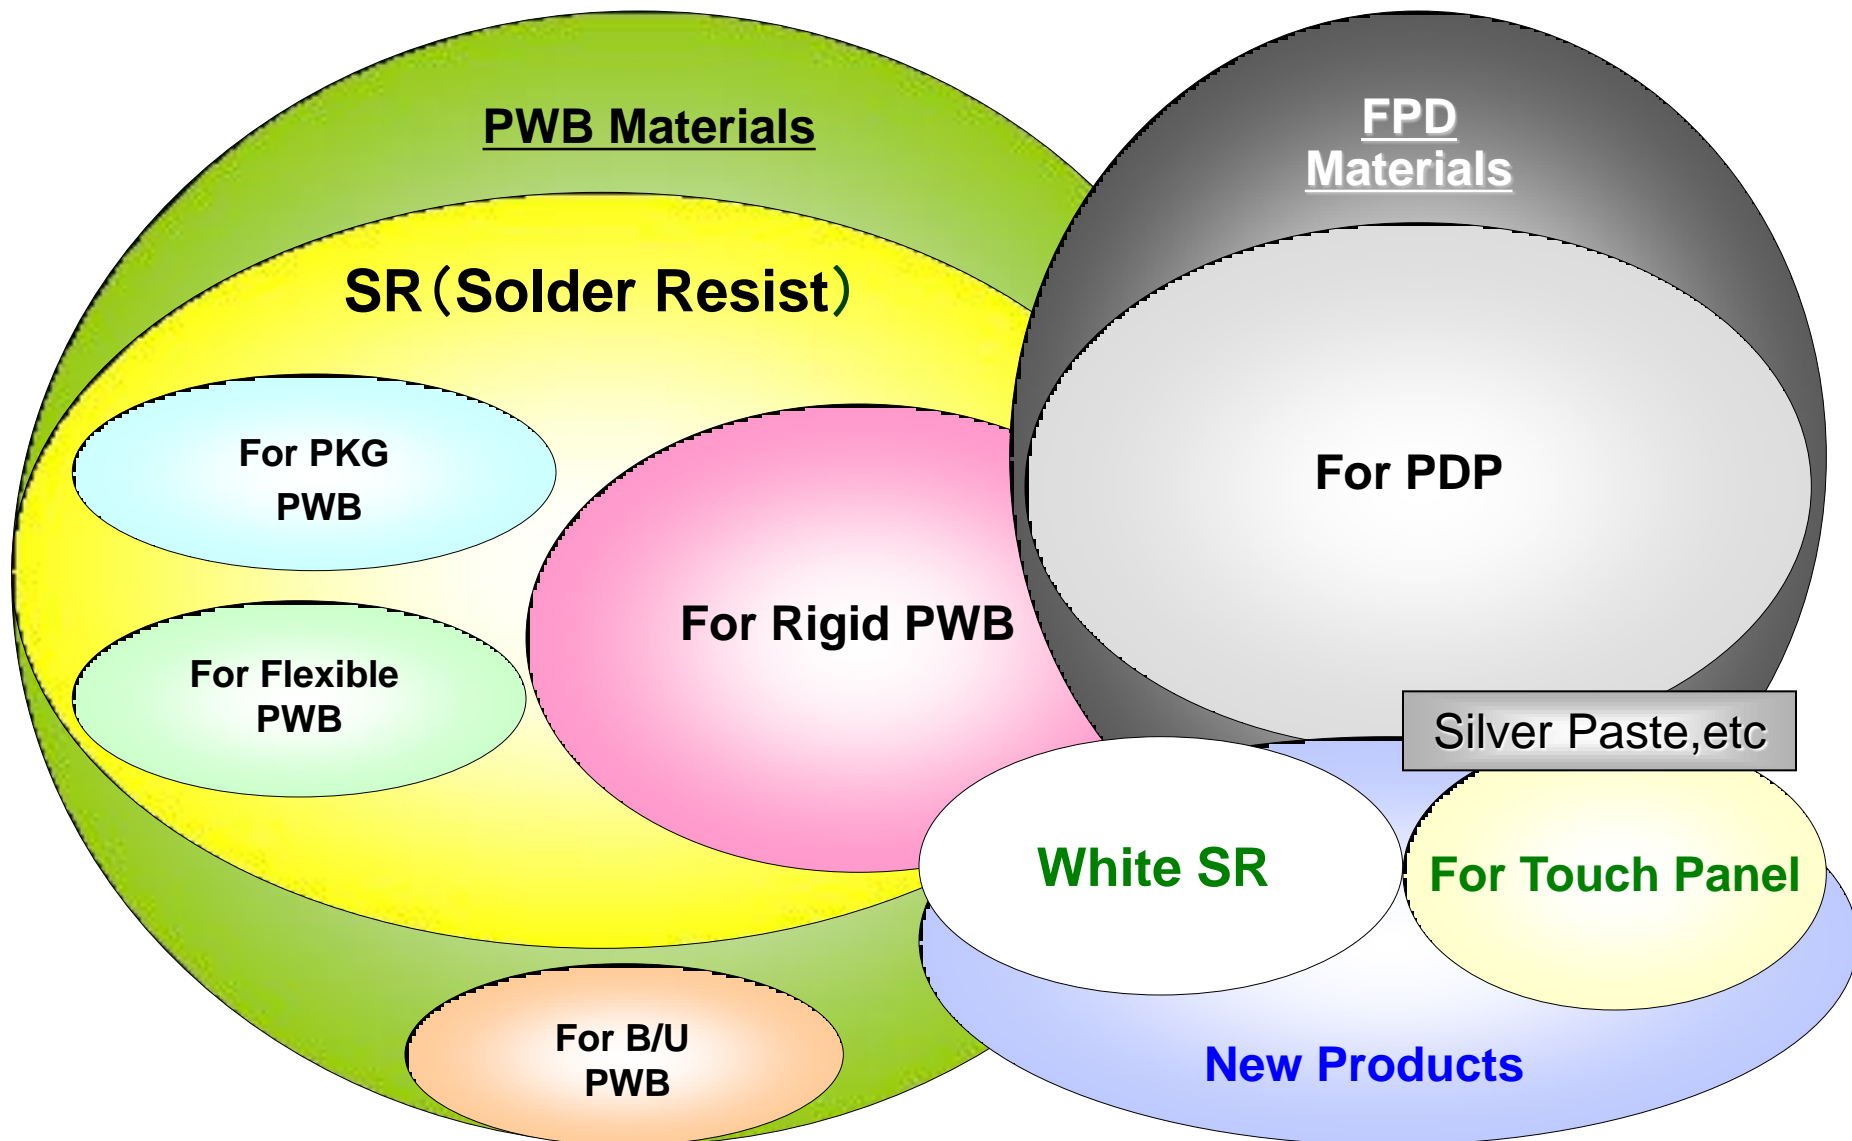 PWB Materials
FPD
Materials
SR（Solder Resist）
For PKG
PWB
For PDP
For Rigid PWB
For Flexible
PWB
Silver Paste,etc
White SR
For Touch Panel
For B/U
PWB
New Products